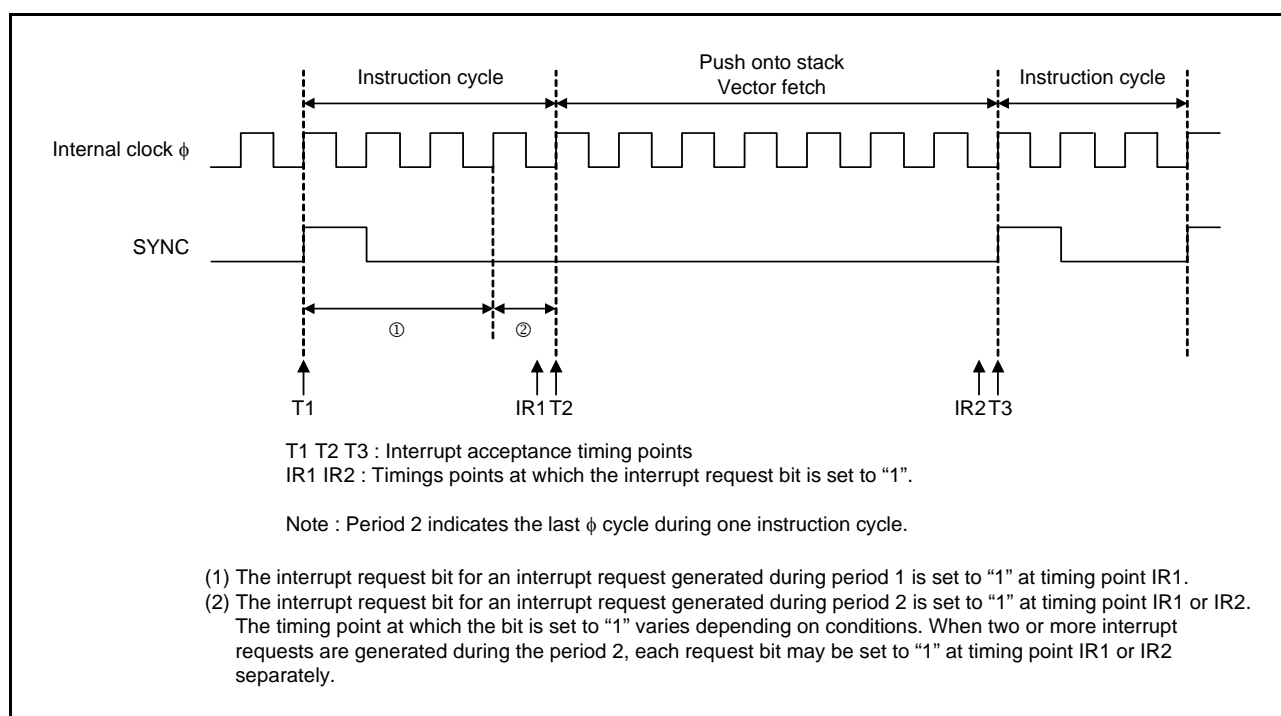 Instruction cycle
Push onto stack
Vector fetch
Instruction cycle
Internal clock ϕ
SYNC
①
②
T1
IR1 T2
IR2 T3
T1 T2 T3 : Interrupt acceptance timing points
IR1 IR2 : Timings points at which the interrupt request bit is set to “1”.
Note : Period 2 indicates the last ϕ cycle during one instruction cycle.
(1) The interrupt request bit for an interrupt request generated during period 1 is set to “1” at timing point IR1.
(2) The interrupt request bit for an interrupt request generated during period 2 is set to “1” at timing point IR1 or IR2.
The timing point at which the bit is set to “1” varies depending on conditions. When two or more interrupt
requests are generated during the period 2, each request bit may be set to “1” at timing point IR1 or IR2
separately.